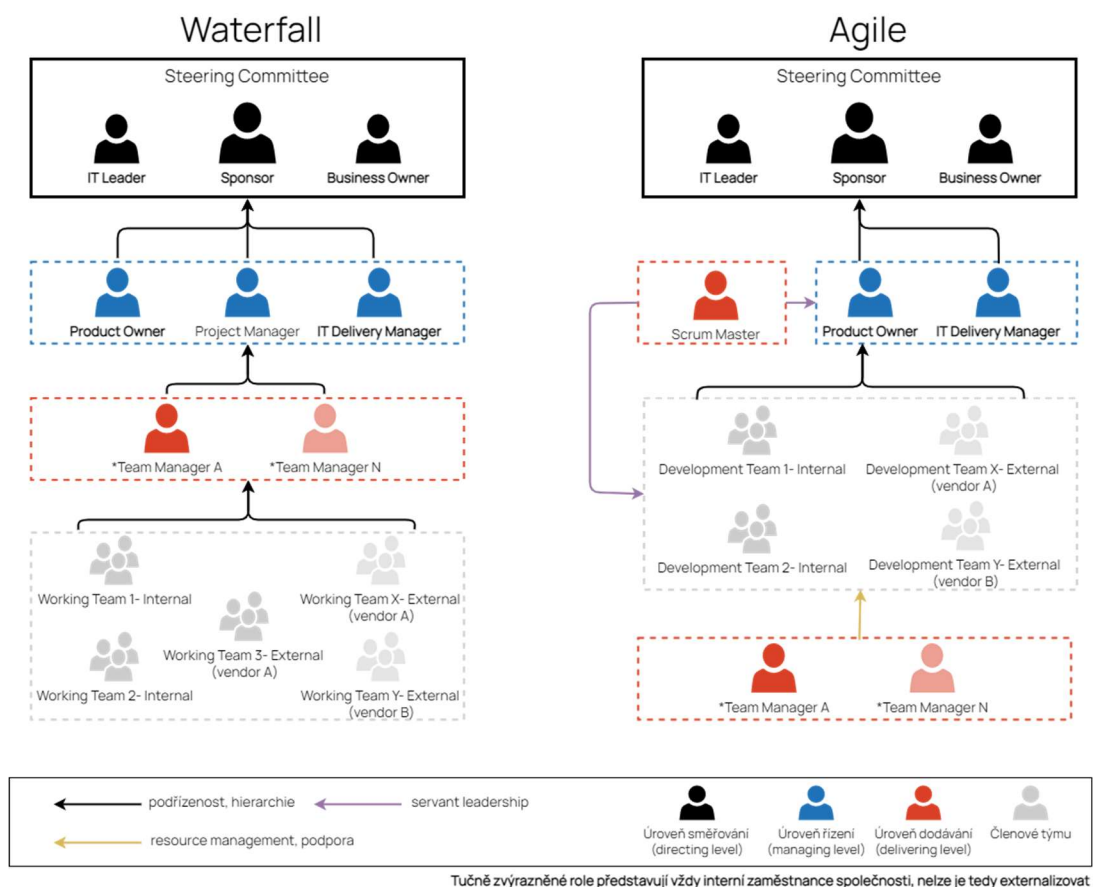 Waterfall
Steering Committee
IT Leader
Sponsor
Business Owner
Product Owner
Project Manager
IT Delivery Manager
*Team Manager A
*Team Manager N
Working Team 1- Internal
Working Team X- External
(vendor A)
Working Team 3- External
(vendor A)
Working Team 2- Internal
Working Team Y- External
(vendor B)
Agile
Steering Committee
IT Leader
Sponsor
Business Owner
Scrum Master
Product Owner
IT Delivery Manager
Development Team 1- Internal
Development Team X- External
(vendor A)
Development Team 2- Internal
Development Team Y- External
(vendor B)
*Team Manager A
*Team Manager N
podřízenost, hierarchie
servant leadership
resource management, podpora
Úroveň směřování
(directing level)
Úroveň řízení
(managing level)
Úroveň dodávání
(delivering level)
Členové týmu
Tučně zvýrazněné role představují vždy interní zaměstnance společnosti, nelze je tedy externalizovat